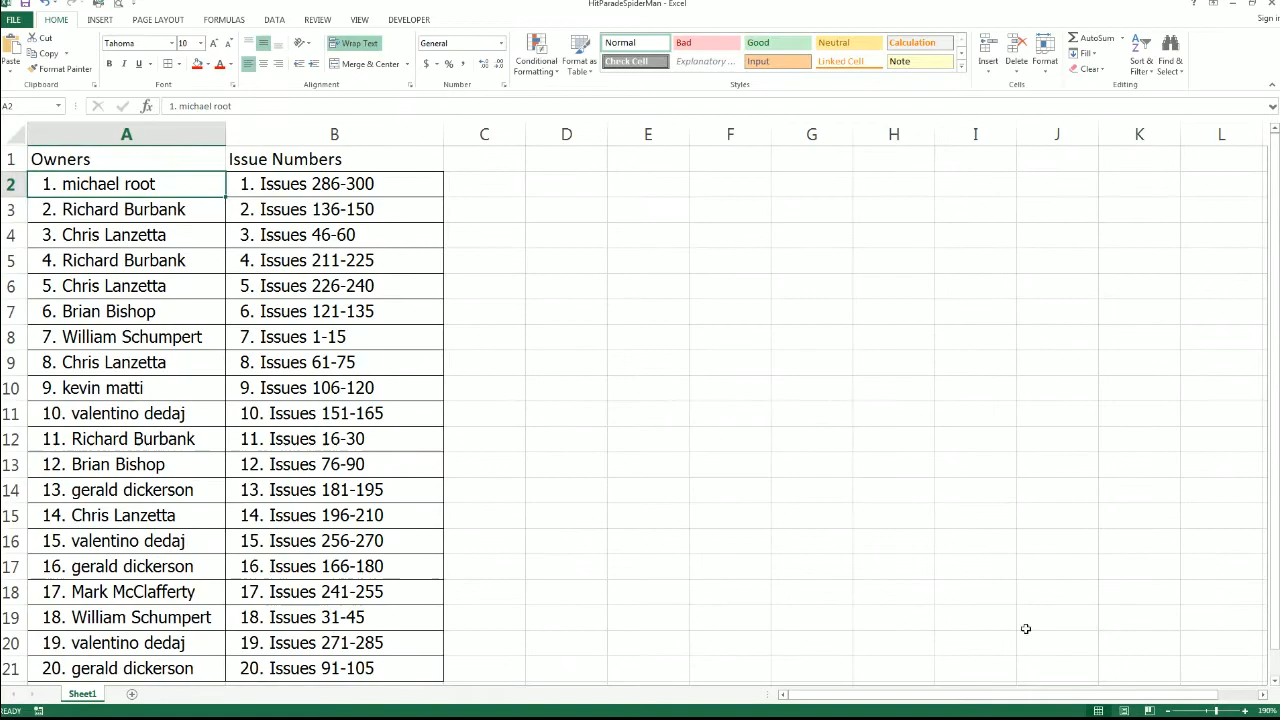 HitParadeSpiderMan - Excel
Sign i
FILE HOME INSERT PAGE LAYOUT FORMULAS DATA REVIEW VIEW DEVELOPER
Paste Cut Copy Format Painter Clipboard
Tahoma 10 B I U A Font
Wrap Text Merge & Center Alignment
General $ % , Number
Conditional Formatting Format as Table
Normal Bad Good Neutral Calculation
Check Cell Explanatory ... Input Linked Cell Note
Styles
Insert Delete Format Cells
AutoSum Fill Clear Sort & Filter Find & Select Editing
A2 fx 1. michael root
A B C D E F G H I J K L
1 Owners Issue Numbers
2 1. michael root 1. Issues 286-300
3 2. Richard Burbank 2. Issues 136-150
4 3. Chris Lanzetta 3. Issues 46-60
5 4. Richard Burbank 4. Issues 211-225
6 5. Chris Lanzetta 5. Issues 226-240
7 6. Brian Bishop 6. Issues 121-135
8 7. William Schumpert 7. Issues 1-15
9 8. Chris Lanzetta 8. Issues 61-75
10 9. kevin matti 9. Issues 106-120
11 10. valentino dedaj 10. Issues 151-165
12 11. Richard Burbank 11. Issues 16-30
13 12. Brian Bishop 12. Issues 76-90
14 13. gerald dickerson 13. Issues 181-195
15 14. Chris Lanzetta 14. Issues 196-210
16 15. valentino dedaj 15. Issues 256-270
17 16. gerald dickerson 16. Issues 166-180
18 17. Mark McClafferty 17. Issues 241-255
19 18. William Schumpert 18. Issues 31-45
20 19. valentino dedaj 19. Issues 271-285
21 20. gerald dickerson 20. Issues 91-105
Sheet1
READY 190%